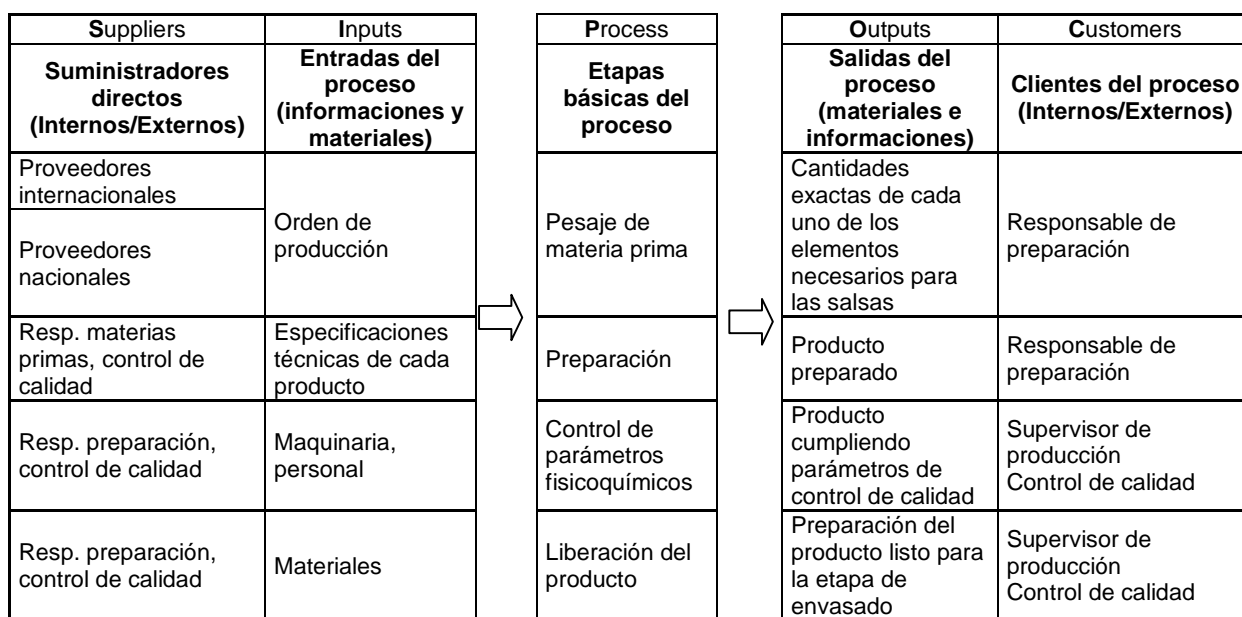 Suppliers
Inputs
Process
Outputs
Customers
Suministradores
directos
(Internos/Externos)
Entradas del
proceso
(informaciones y
materiales)
Etapas
básicas del
proceso
Salidas del
proceso
(materiales e
informaciones)
Clientes del proceso
(Internos/Externos)
Proveedores
internacionales
Proveedores
nacionales
Orden de
producción
Pesaje de
materia prima
Cantidades
exactas de cada
uno de los
elementos
necesarios para
las salsas
Responsable de
preparación
Resp. materias
primas, control de
calidad
Especificaciones
técnicas de cada
producto
Preparación
Producto
preparado
Responsable de
preparación
Resp. preparación,
control de calidad
Maquinaria,
personal
Control de
parámetros
fisicoquímicos
Producto
cumpliendo
parámetros de
control de calidad
Supervisor de
producción
Control de calidad
Resp. preparación,
control de calidad
Materiales
Liberación del
producto
Preparación del
producto listo para
la etapa de
envasado
Supervisor de
producción
Control de calidad